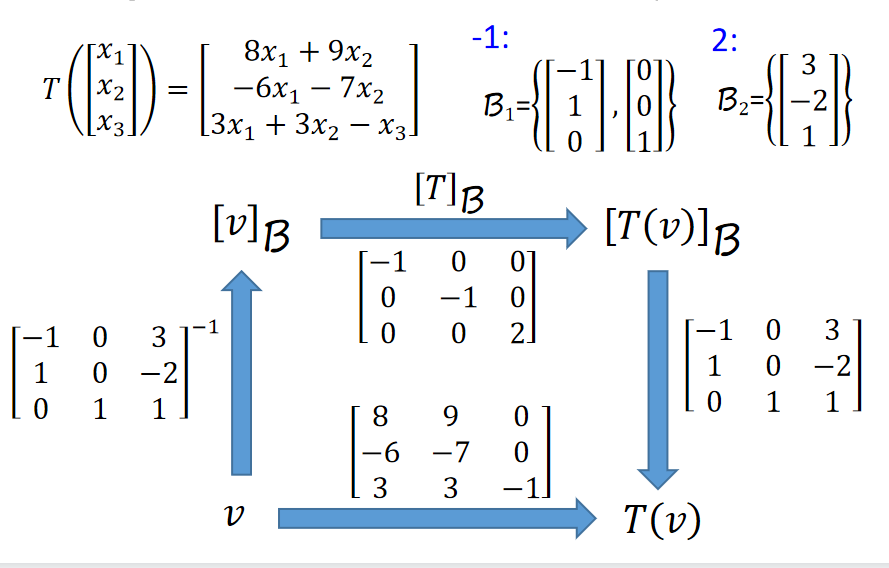 -1:
2:
T([x₁ x₂ x₃]) = [8x₁ + 9x₂
−6x₁ − 7x₂
3x₁ + 3x₂ − x₃]
ℬ₁={[−1 1 0], [0 0 1]}
ℬ₂={[3 −2 1]}
[T]ℬ
[v]ℬ
[T(v)]ℬ
[−1 0 0
0 −1 0
0 0 2]
[−1 0 3
1 0 −2
0 1 1]⁻¹
[−1 0 3
1 0 −2
0 1 1]
[8 9 0
−6 −7 0
3 3 −1]
v
T(v)